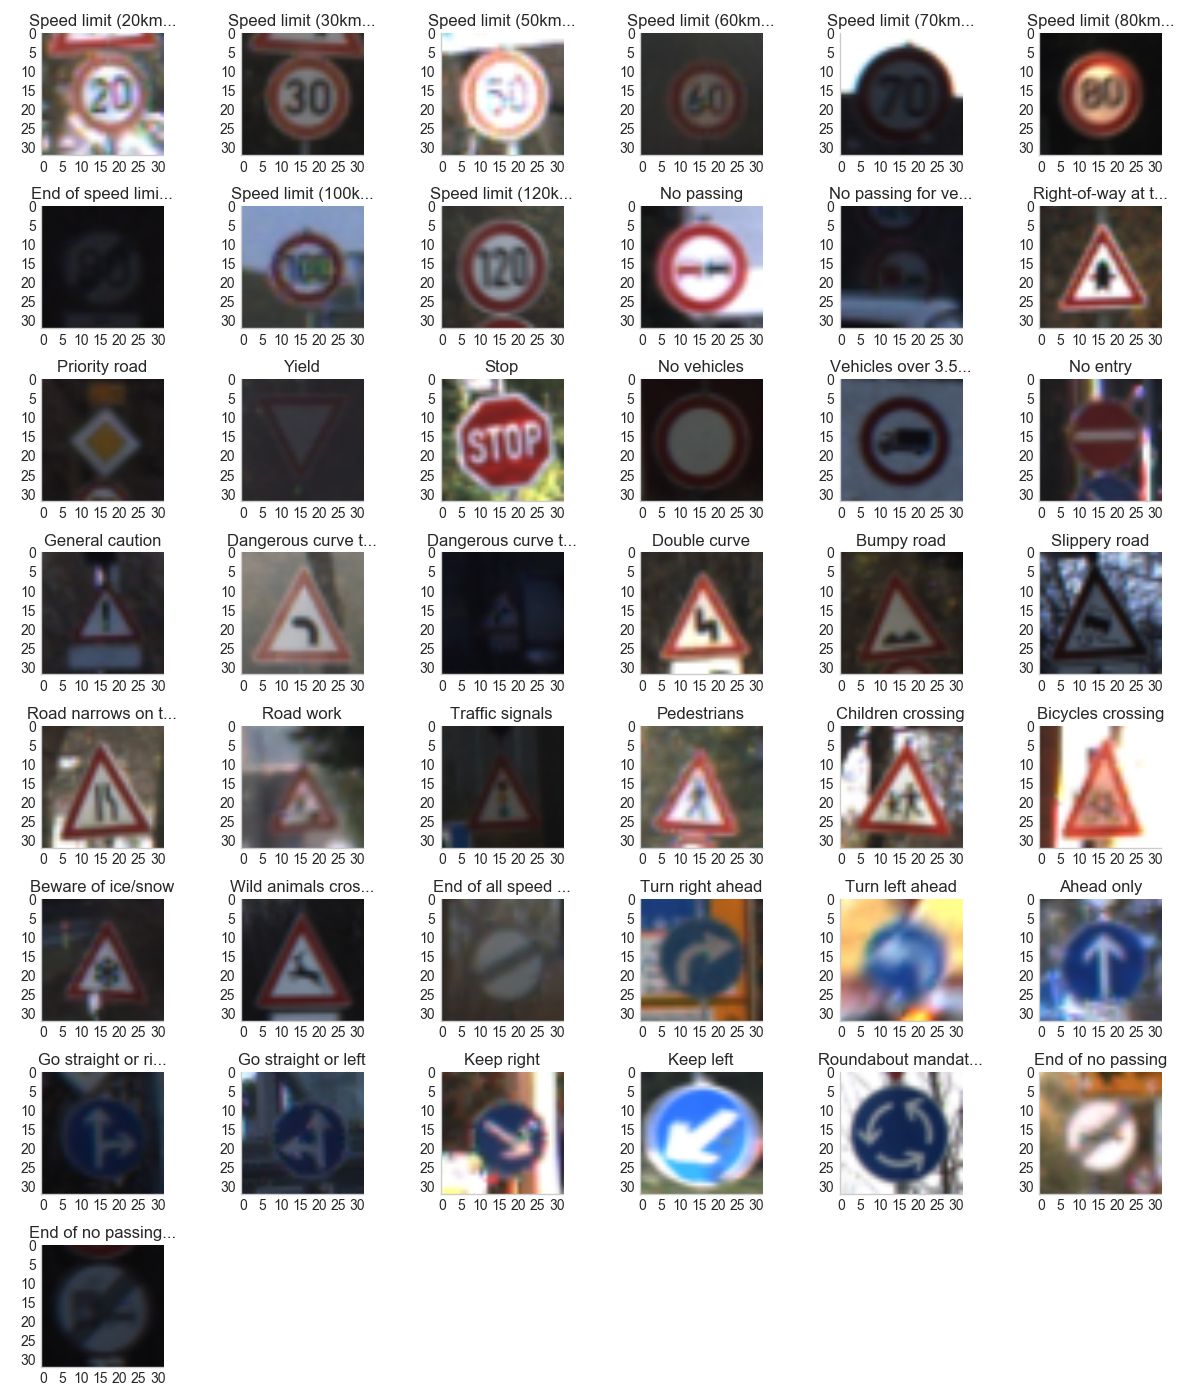 Speed limit (20km... Speed limit (30km... Speed limit (50km... Speed limit (60km... Speed limit (70km... Speed limit (80km...
0 0 0 0 0 0
5 5 5 5 5 5
10 10 10 10 10 10
15 20 15 30 15 50 15 60 15 70 15 80
20 20 20 20 20 20
25 25 25 25 25 25
30 30 30 30 30 30
0 5 10 15 20 25 30 0 5 10 15 20 25 30 0 5 10 15 20 25 30 0 5 10 15 20 25 30 0 5 10 15 20 25 30 0 5 10 15 20 25 30
End of speed limi... Speed limit (100k... Speed limit (120k... No passing No passing for ve... Right-of-way at t...
0 0 0 0 0 0
5 5 5 5 5 5
10 10 10 10 10 10
15 15 100 15 120 15 15 15
20 20 20 20 20 20
25 25 25 25 25 25
30 30 30 30 30 30
0 5 10 15 20 25 30 0 5 10 15 20 25 30 0 5 10 15 20 25 30 0 5 10 15 20 25 30 0 5 10 15 20 25 30 0 5 10 15 20 25 30
Priority road Yield Stop No vehicles Vehicles over 3.5... No entry
0 0 0 0 0 0
5 5 5 5 5 5
10 10 10 10 10 10
15 15 15 STOP 15 15 15
20 20 20 20 20 20
25 25 25 25 25 25
30 30 30 30 30 30
0 5 10 15 20 25 30 0 5 10 15 20 25 30 0 5 10 15 20 25 30 0 5 10 15 20 25 30 0 5 10 15 20 25 30 0 5 10 15 20 25 30
General caution Dangerous curve t... Dangerous curve t... Double curve Bumpy road Slippery road
0 0 0 0 0 0
5 5 5 5 5 5
10 10 10 10 10 10
15 15 15 15 15 15
20 20 20 20 20 20
25 25 25 25 25 25
30 30 30 30 30 30
0 5 10 15 20 25 30 0 5 10 15 20 25 30 0 5 10 15 20 25 30 0 5 10 15 20 25 30 0 5 10 15 20 25 30 0 5 10 15 20 25 30
Road narrows on t... Road work Traffic signals Pedestrians Children crossing Bicycles crossing
0 0 0 0 0 0
5 5 5 5 5 5
10 10 10 10 10 10
15 15 15 15 15 15
20 20 20 20 20 20
25 25 25 25 25 25
30 30 30 30 30 30
0 5 10 15 20 25 30 0 5 10 15 20 25 30 0 5 10 15 20 25 30 0 5 10 15 20 25 30 0 5 10 15 20 25 30 0 5 10 15 20 25 30
Beware of ice/snow Wild animals cros... End of all speed ... Turn right ahead Turn left ahead Ahead only
0 0 0 0 0 0
5 5 5 5 5 5
10 10 10 10 10 10
15 15 15 15 15 15
20 20 20 20 20 20
25 25 25 25 25 25
30 30 30 30 30 30
0 5 10 15 20 25 30 0 5 10 15 20 25 30 0 5 10 15 20 25 30 0 5 10 15 20 25 30 0 5 10 15 20 25 30 0 5 10 15 20 25 30
Go straight or ri... Go straight or left Keep right Keep left Roundabout mandat... End of no passing
0 0 0 0 0 0
5 5 5 5 5 5
10 10 10 10 10 10
15 15 15 15 15 15
20 20 20 20 20 20
25 25 25 25 25 25
30 30 30 30 30 30
0 5 10 15 20 25 30 0 5 10 15 20 25 30 0 5 10 15 20 25 30 0 5 10 15 20 25 30 0 5 10 15 20 25 30 0 5 10 15 20 25 30
End of no passing...
0
5
10
15
20
25
30
0 5 10 15 20 25 30